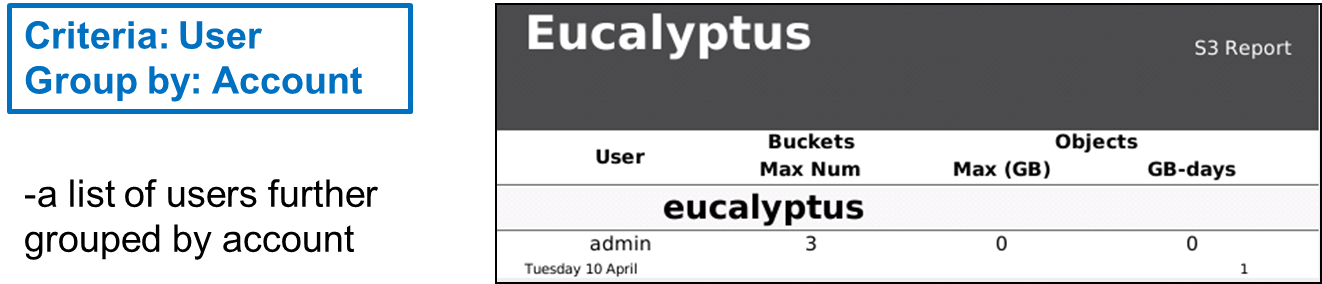 Criteria: User
Group by: Account
-a list of users further
grouped by account
Eucalyptus
S3 Report
User
Buckets
Objects
Max Num
Max (GB)
GB-days
eucalyptus
admin 3 0 0
Tuesday 10 April 1